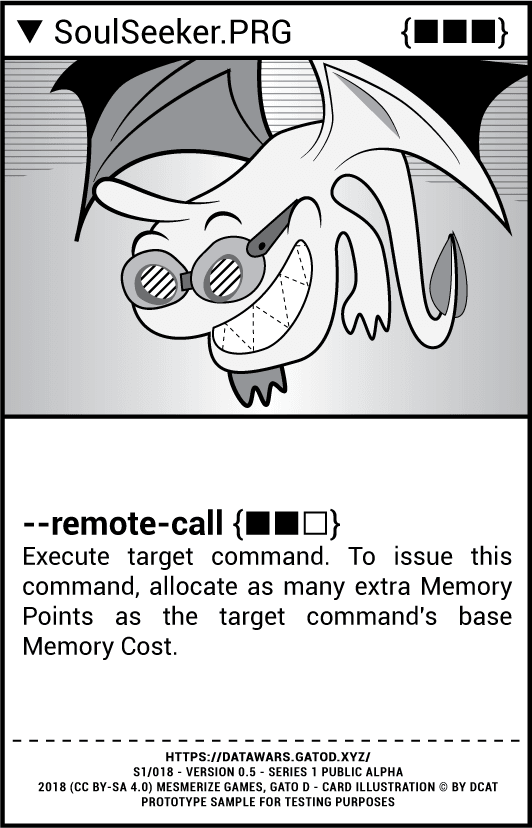 ▼ SoulSeeker.PRG {■■■}
--remote-call {■■□}
Execute target command. To issue this
command, allocate as many extra Memory
Points as the target command's base
Memory Cost.
HTTPS://DATAWARS.GATOD.XYZ/
S1/018 - VERSION 0.5 - SERIES 1 PUBLIC ALPHA
2018 (CC BY-SA 4.0) MESMERIZE GAMES, GATO D - CARD ILLUSTRATION © BY DCAT
PROTOTYPE SAMPLE FOR TESTING PURPOSES